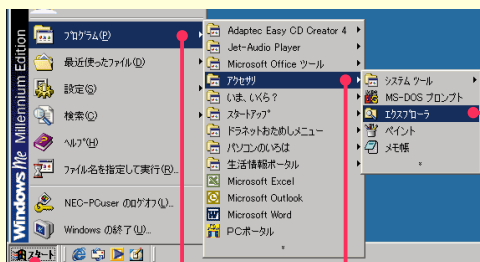 Windows Me Millennium Edition
プログラム(P)
最近使ったファイル(D)
設定(S)
検索(C)
ヘルプ(H)
ファイル名を指定して実行(R)...
NEC-PCuser のログオフ(L)...
Windows の終了(U)...
スタート
Adaptec Easy CD Creator 4
Jet-Audio Player
Microsoft Office ツール
アクセサリ
いま、いくら?
スタートアップ
ドラネットおためしメニュー
パソコンのいろは
生活情報ポータル
Microsoft Excel
Microsoft Outlook
Microsoft Word
PCポータル
システム ツール
MS-DOS プロンプト
エクスプローラ
ペイント
メモ帳